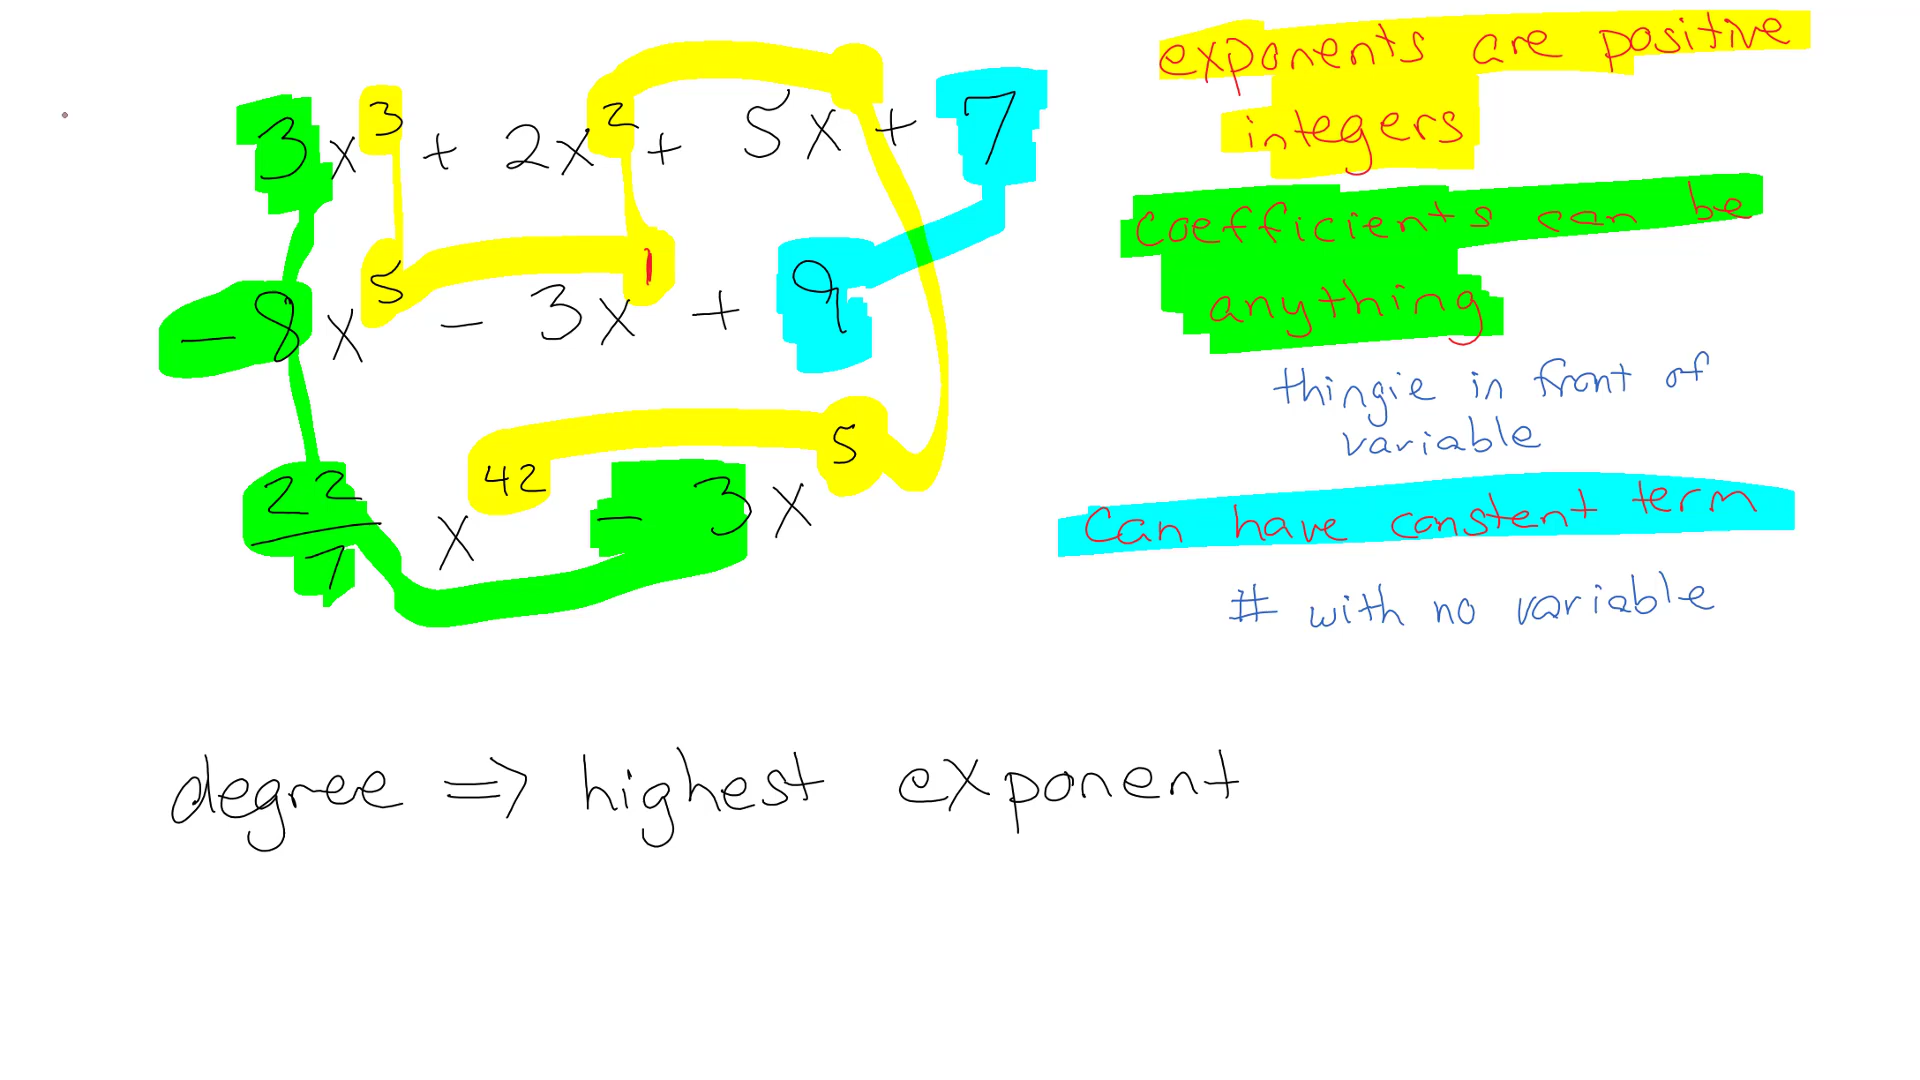 3x³ + 2x² + 5x + 7
-8x⁵ - 3x¹ + 9
22/7 x⁴² - 3x⁵
exponents are positive
integers
coefficients can be
anything
thingie in front of
variable
Can have constent term
# with no variable
degree => highest exponent